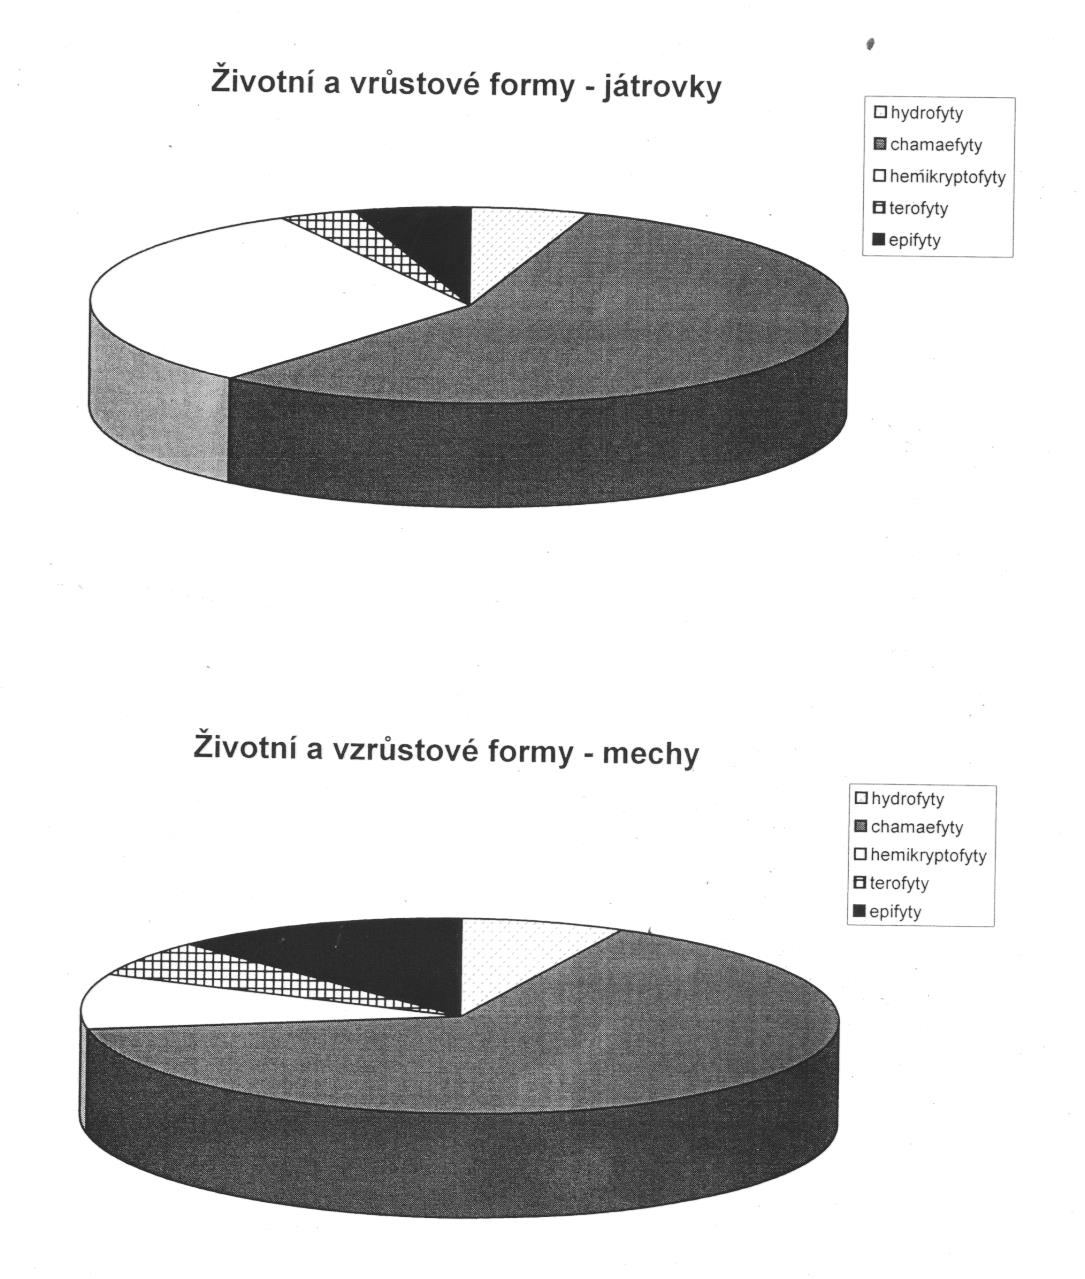 Životní a vrůstové formy - játrovky
hydrofyty
chamaefyty
hemikryptofyty
terofyty
epifyty
Životní a vzrůstové formy - mechy
hydrofyty
chamaefyty
hemikryptofyty
terofyty
epifyty